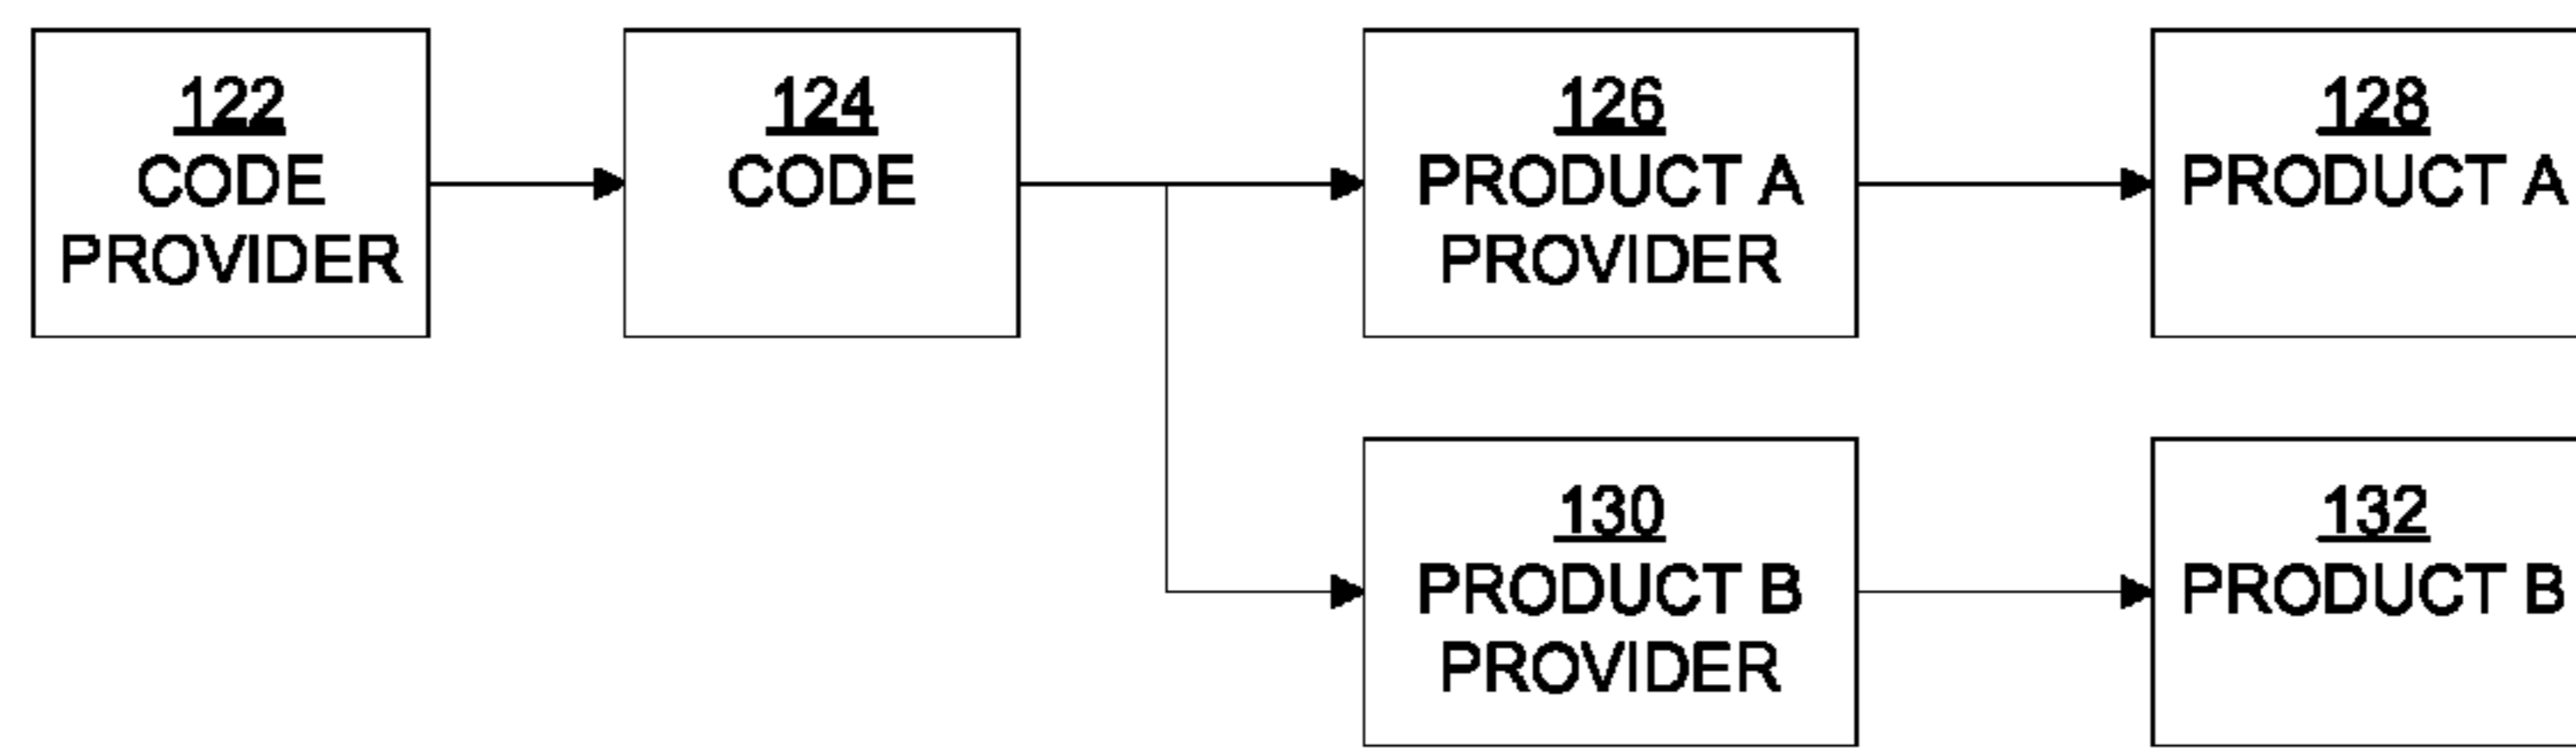 122
CODE
PROVIDER
124
CODE
126
PRODUCT A
PROVIDER
128
PRODUCT A
130
PRODUCT B
PROVIDER
132
PRODUCT B